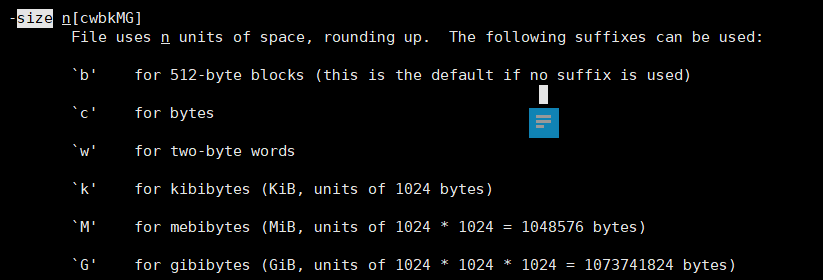 -size n[cwbkMG]
File uses n units of space, rounding up.  The following suffixes can be used:
`b'    for 512-byte blocks (this is the default if no suffix is used)
`c'    for bytes
`w'    for two-byte words
`k'    for kibibytes (KiB, units of 1024 bytes)
`M'    for mebibytes (MiB, units of 1024 * 1024 = 1048576 bytes)
`G'    for gibibytes (GiB, units of 1024 * 1024 * 1024 = 1073741824 bytes)